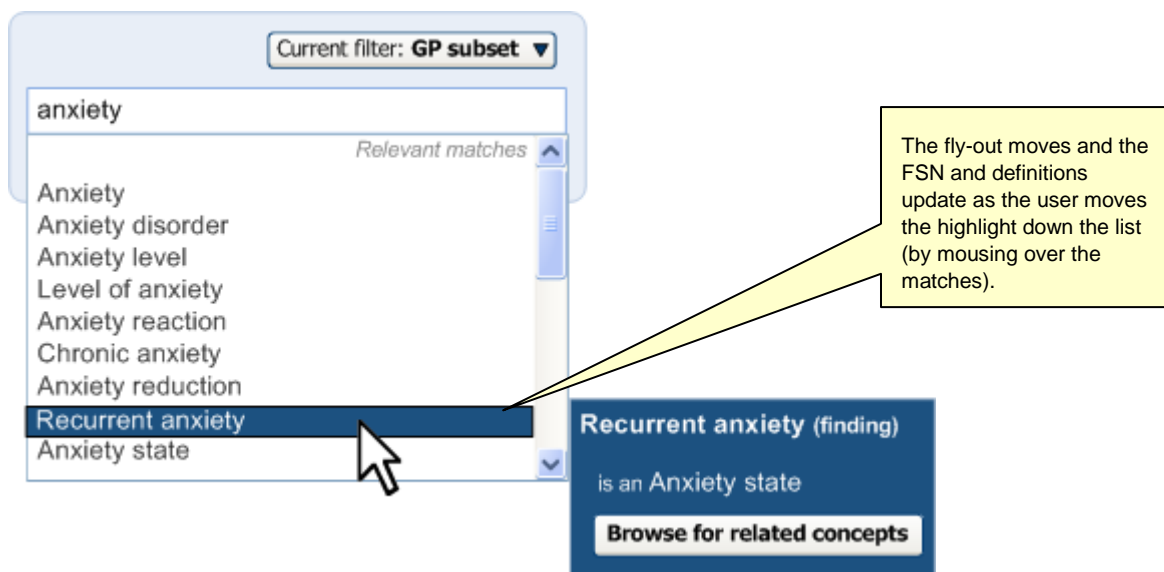 Current filter: GP subset
anxiety
Relevant matches
Anxiety
Anxiety disorder
Anxiety level
Level of anxiety
Anxiety reaction
Chronic anxiety
Anxiety reduction
Recurrent anxiety
Anxiety state
The fly-out moves and the
FSN and definitions
update as the user moves
the highlight down the list
(by mousing over the
matches).
Recurrent anxiety (finding)
is an Anxiety state
Browse for related concepts